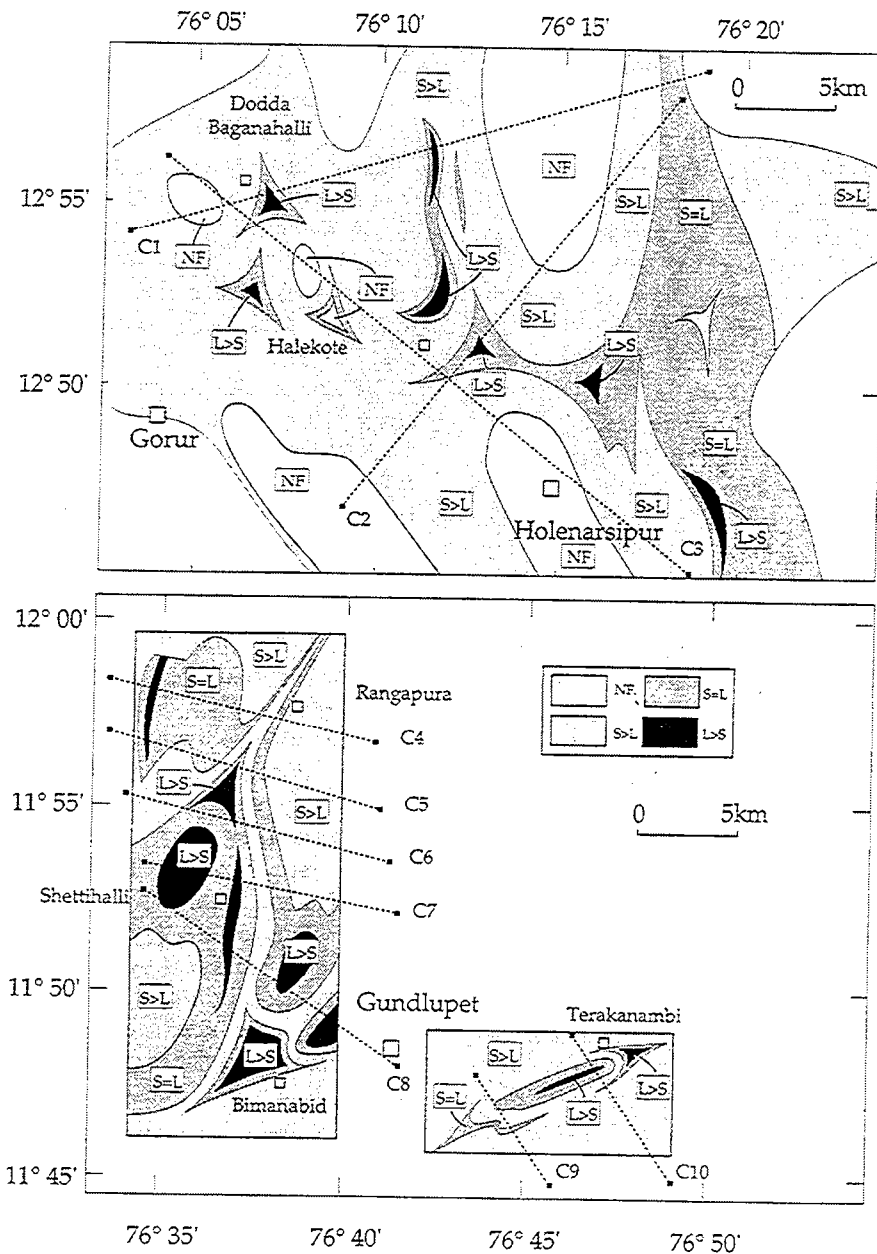 76° 05' 76° 10' 76° 15' 76° 20'
S>L
0 5km
Dodda
Baganahalli
12° 55'
L>S
NF
S>L
S>L
S=L
C1
NF
L>S
NF
L>S
Halekote
S>L
L>S
12° 50'
L>S
Gorur
S=L
NF
S>L
S>L
C2
Holenarsipur
L>S
NF
C3
12° 00'
S>L
S=L
Rangapura
NF. S=L
S>L L>S
C4
L>S
11° 55'
C5
S>L
0 5km
C6
L>S
Shettihalli
C7
L>S
11° 50'
S>L
Gundlupet
Terakanambi
S>L
L>S
C8
L>S
S=L
S=L
L>S
Bimanabid
C9
C10
11° 45'
76° 35' 76° 40' 76° 45' 76° 50'